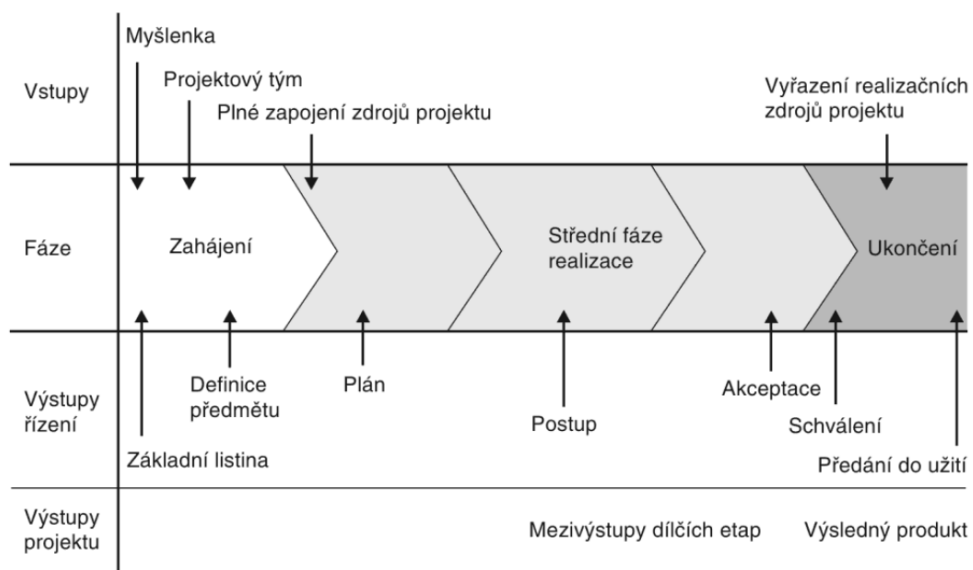 Myšlenka
Projektový tým
Vstupy
Plné zapojení zdrojů projektu
Vyřazení realizačních
zdrojů projektu
Fáze
Zahájení
Střední fáze
realizace
Ukončení
Výstupy
řízení
Definice
předmětu
Plán
Akceptace
Postup
Schválení
Základní listina
Předání do užití
Výstupy
projektu
Mezivýstupy dílčích etap
Výsledný produkt